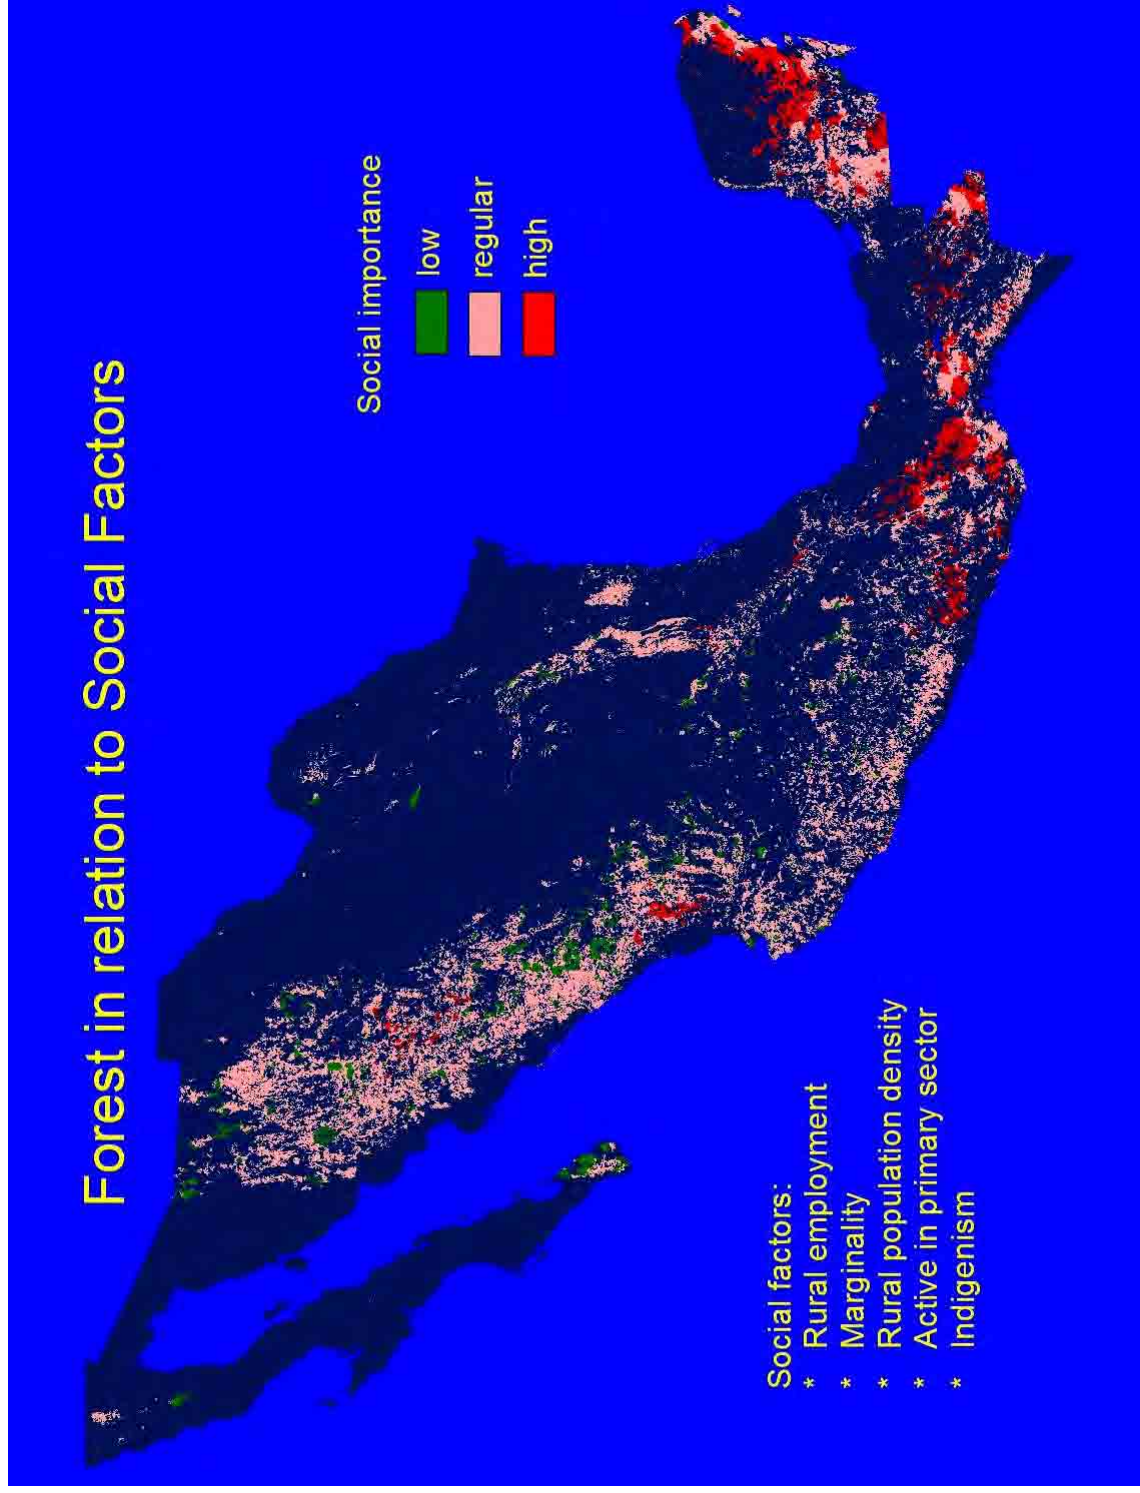 Forest in relation to Social Factors
Social importance
low
regular
high
Social factors:
* Rural employment
* Marginality
* Rural population density
* Active in primary sector
* Indigenism